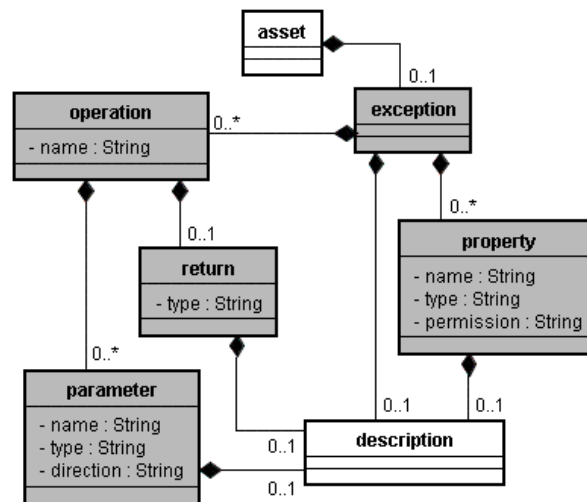 asset
0..1
operation
- name : String
0..*
exception
0..1
0..*
return
- type : String
property
- name : String
- type : String
- permission : String
0..*
parameter
- name : String
- type : String
- direction : String
0..1
0..1
0..1
description
0..1